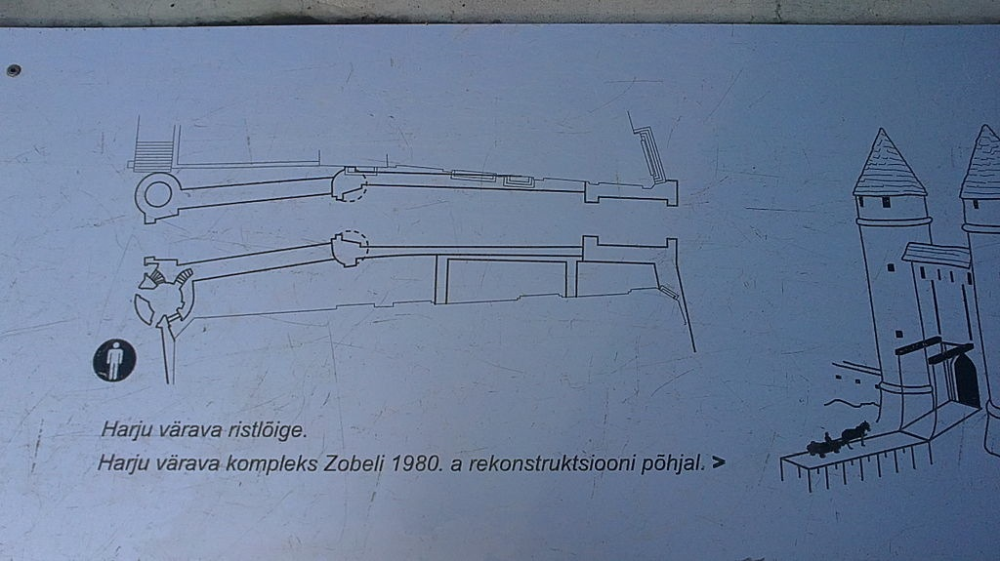 Harju värava ristlõige.
Harju värava kompleks Zobeli 1980. a rekonstruktsiooni põhjal. >